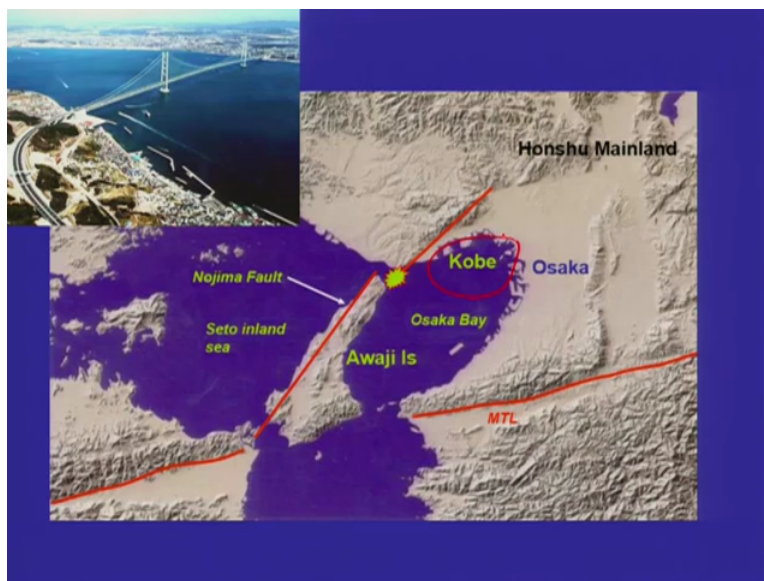 Honshu Mainland
Kobe
Osaka
Nojima Fault
Osaka Bay
Seto inland
sea
Awaji Is
MTL